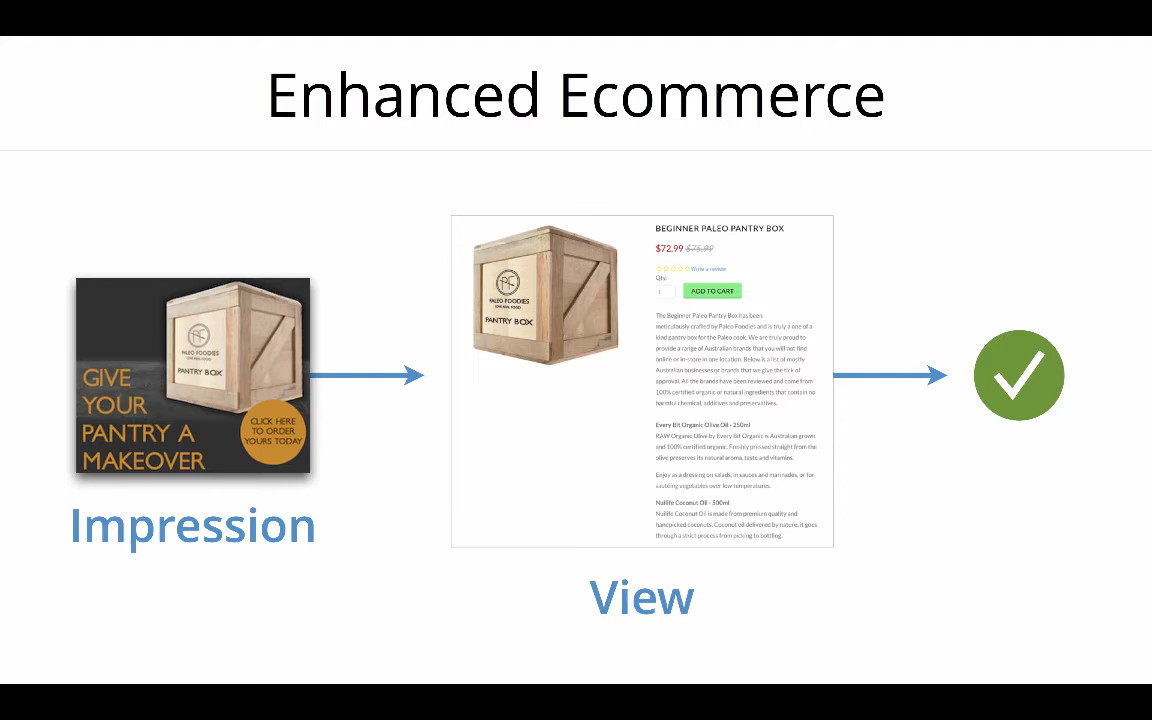 Enhanced Ecommerce
PALEO FOODIES
LOVE REAL FOOD
PANTRY BOX
GIVE
YOUR
PANTRY A
MAKEOVER
CLICK HERE
TO ORDER
YOURS TODAY
Impression
PALEO FOODIES
LOVE REAL FOOD
PANTRY BOX
BEGINNER PALEO PANTRY BOX
$72.99 $75.99
Write a review
Qty:
1
ADD TO CART
The Beginner Paleo Pantry Box has been
meticulously crafted by Paleo Foodies and is truly a one of a
kind pantry box for the Paleo cook. We are truly proud to
provide a range of Australian brands that you will not find
online or in-store in one location. Below is a list of mostly
Australian businesses or brands that we give the tick of
approval. All the brands have been reviewed and come from
100% certified organic or natural ingredients that contain no
harmful chemical, additives and preservatives.
Every Bit Organic Olive Oil - 250ml
RAW Organic Olive by Every Bit Organic is Australian grown
and 100% certified organic. Freshly pressed straight from the
olive preserves its natural aroma, taste and vitamins.
Enjoy as a dressing on salads, in sauces and marinades, or for
sautéing vegetables over low temperatures.
Nuilife Coconut Oil - 500ml
Nuilife Coconut Oil is made from premium quality and
handpicked coconuts. Coconut oil delivered by nature, it goes
through a strict process from picking to bottling.
View